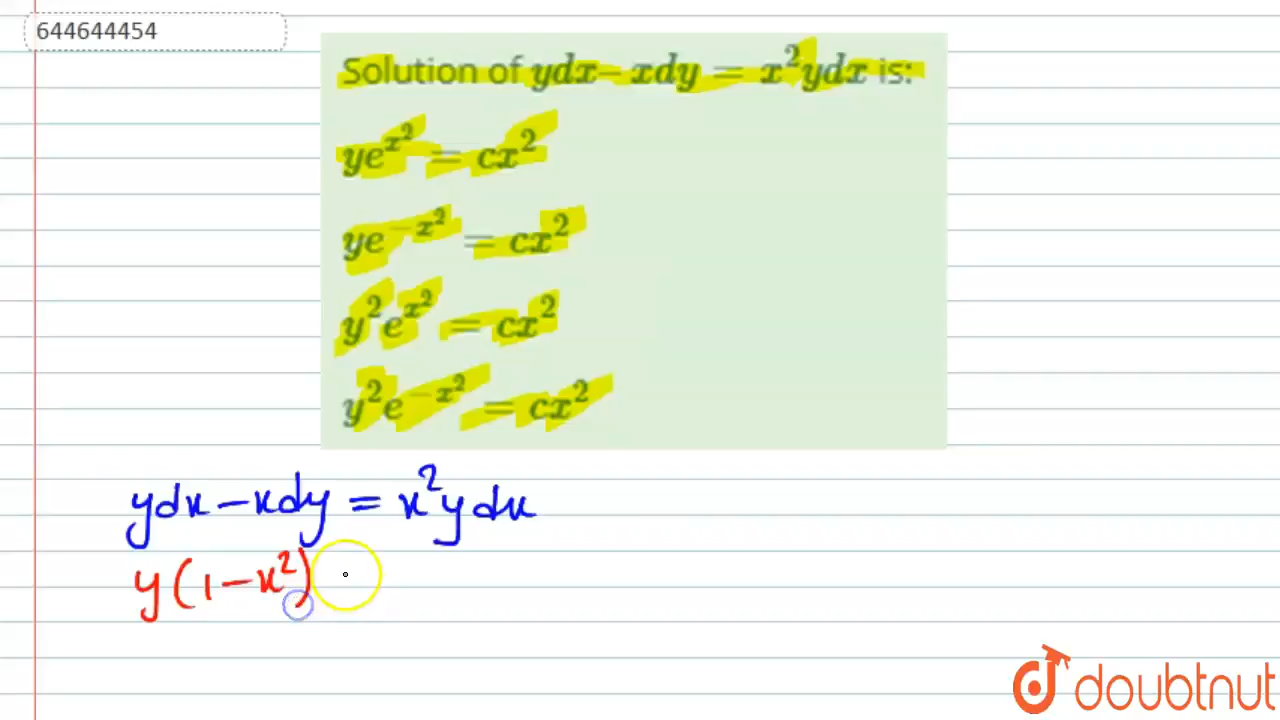 644644454
Solution of ydx– xdy = x²ydx is:
ye^{x²} = cx²
ye^{−x²} = cx²
y²e^{x²} = cx²
y²e^{−x²} = cx²
ydx − xdy = x²ydx
y(1−x²)
doubtnut